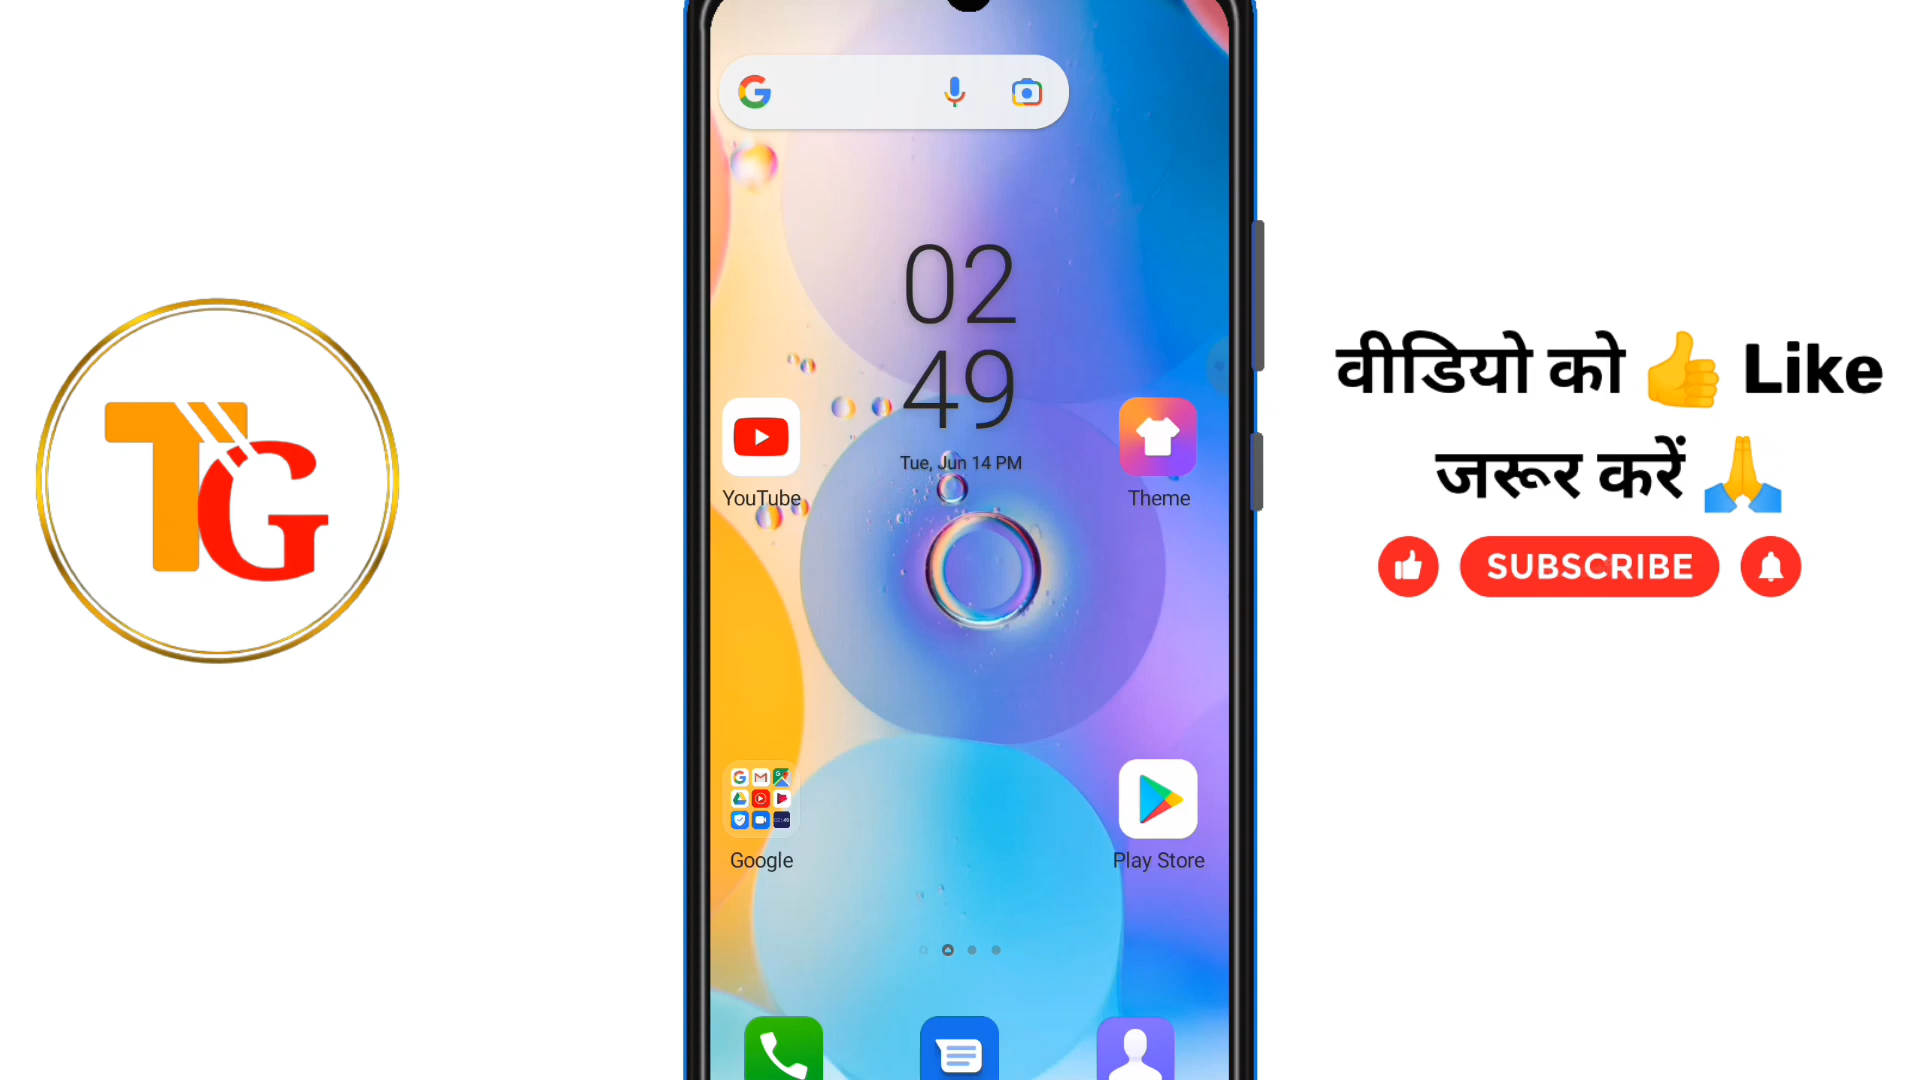 02
49
Tue, Jun 14 PM
YouTube
Theme
Google
Play Store
TG
वीडियो को 👍 Like
जरूर करें 🙏
SUBSCRIBE